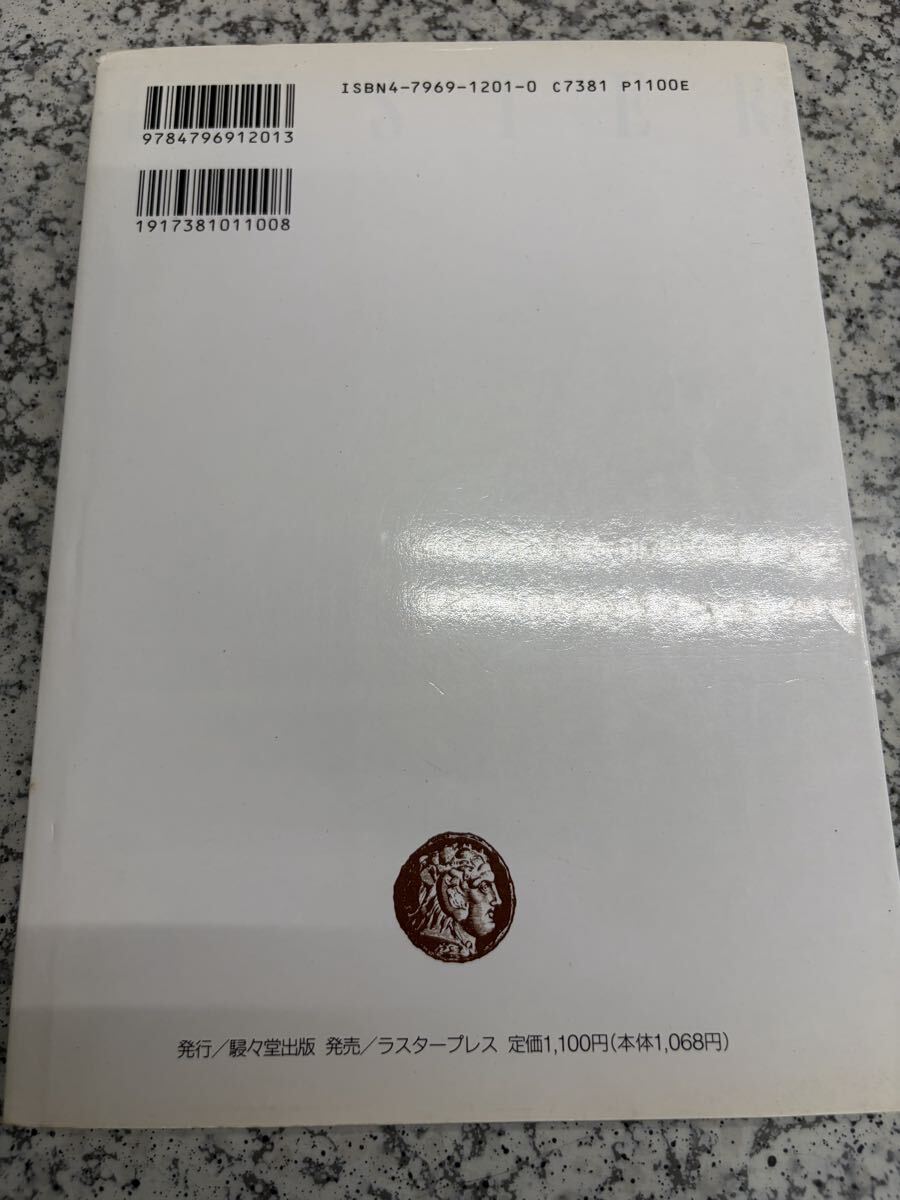 ISBN4-7969-1201-0 C7381 P1100E
9784796912013
1917381011008
発行／駸々堂出版 発売／ラスタープレス 定価1,100円(本体1,068円)